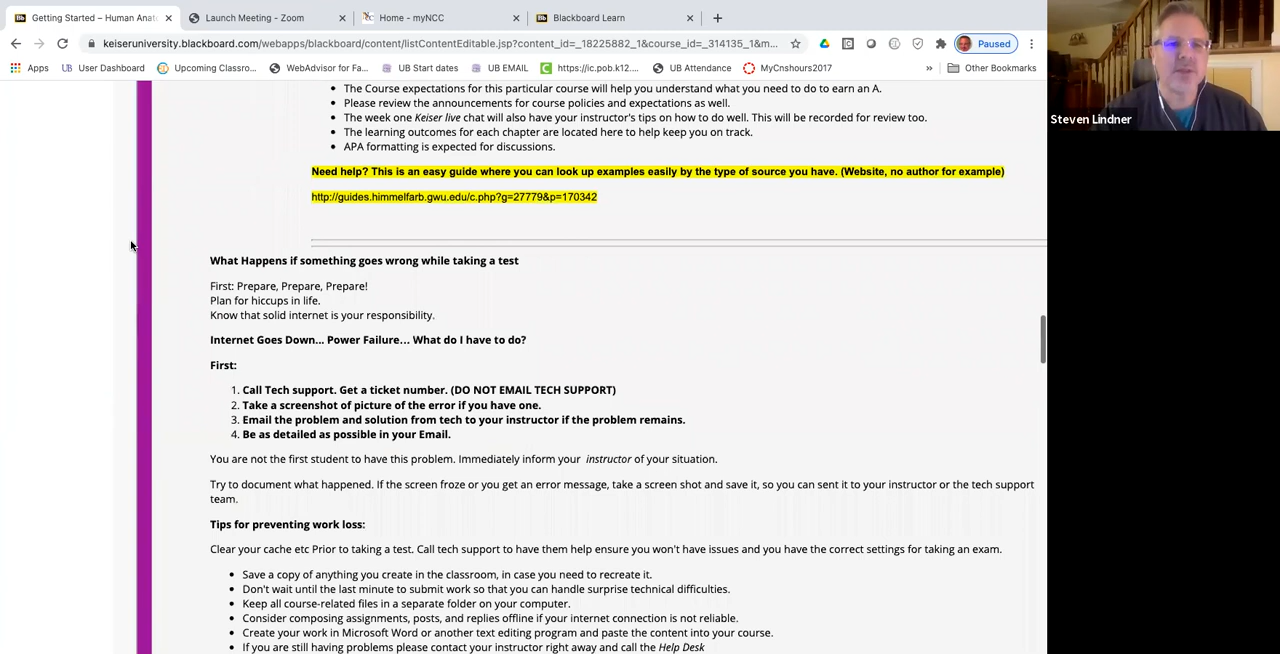 Getting Started – Human Anat
Launch Meeting - Zoom
Home - myNCC
Blackboard Learn
keiseruniversity.blackboard.com/webapps/blackboard/content/listContentEditable.jsp?content_id=_18225882_1&course_id=_314135_1&m...
Paused
Apps
User Dashboard
Upcoming Classro...
WebAdvisor for Fa...
UB Start dates
UB EMAIL
https://ic.pob.k12....
UB Attendance
MyCnshours2017
»
Other Bookmarks
Steven Lindner
• The Course expectations for this particular course will help you understand what you need to do to earn an A.
• Please review the announcements for course policies and expectations as well.
• The week one Keiser live chat will also have your instructor's tips on how to do well. This will be recorded for review too.
• The learning outcomes for each chapter are located here to help keep you on track.
• APA formatting is expected for discussions.
Need help? This is an easy guide where you can look up examples easily by the type of source you have. (Website, no author for example)
http://guides.himmelfarb.gwu.edu/c.php?g=27779&p=170342
What Happens if something goes wrong while taking a test
First: Prepare, Prepare, Prepare!
Plan for hiccups in life.
Know that solid internet is your responsibility.
Internet Goes Down... Power Failure... What do I have to do?
First:
1. Call Tech support. Get a ticket number. (DO NOT EMAIL TECH SUPPORT)
2. Take a screenshot of picture of the error if you have one.
3. Email the problem and solution from tech to your instructor if the problem remains.
4. Be as detailed as possible in your Email.
You are not the first student to have this problem. Immediately inform your instructor of your situation.
Try to document what happened. If the screen froze or you get an error message, take a screen shot and save it, so you can sent it to your instructor or the tech support
team.
Tips for preventing work loss:
Clear your cache etc Prior to taking a test. Call tech support to have them help ensure you won't have issues and you have the correct settings for taking an exam.
• Save a copy of anything you create in the classroom, in case you need to recreate it.
• Don't wait until the last minute to submit work so that you can handle surprise technical difficulties.
• Keep all course-related files in a separate folder on your computer.
• Consider composing assignments, posts, and replies offline if your internet connection is not reliable.
• Create your work in Microsoft Word or another text editing program and paste the content into your course.
• If you are still having problems please contact your instructor right away and call the Help Desk